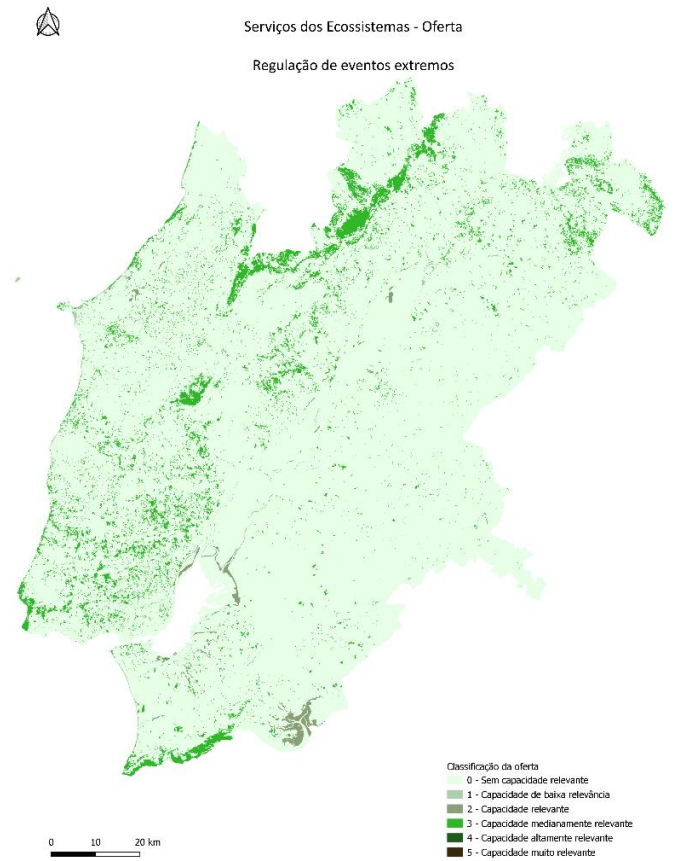 Serviços dos Ecossistemas - Oferta
Regulação de eventos extremos
Classificação da oferta
0 - Sem capacidade relevante
1 - Capacidade de baixa relevância
2 - Capacidade relevante
3 - Capacidade medianamente relevante
4 - Capacidade altamente relevante
5 - Capacidade muito relevante
0 10 20 km